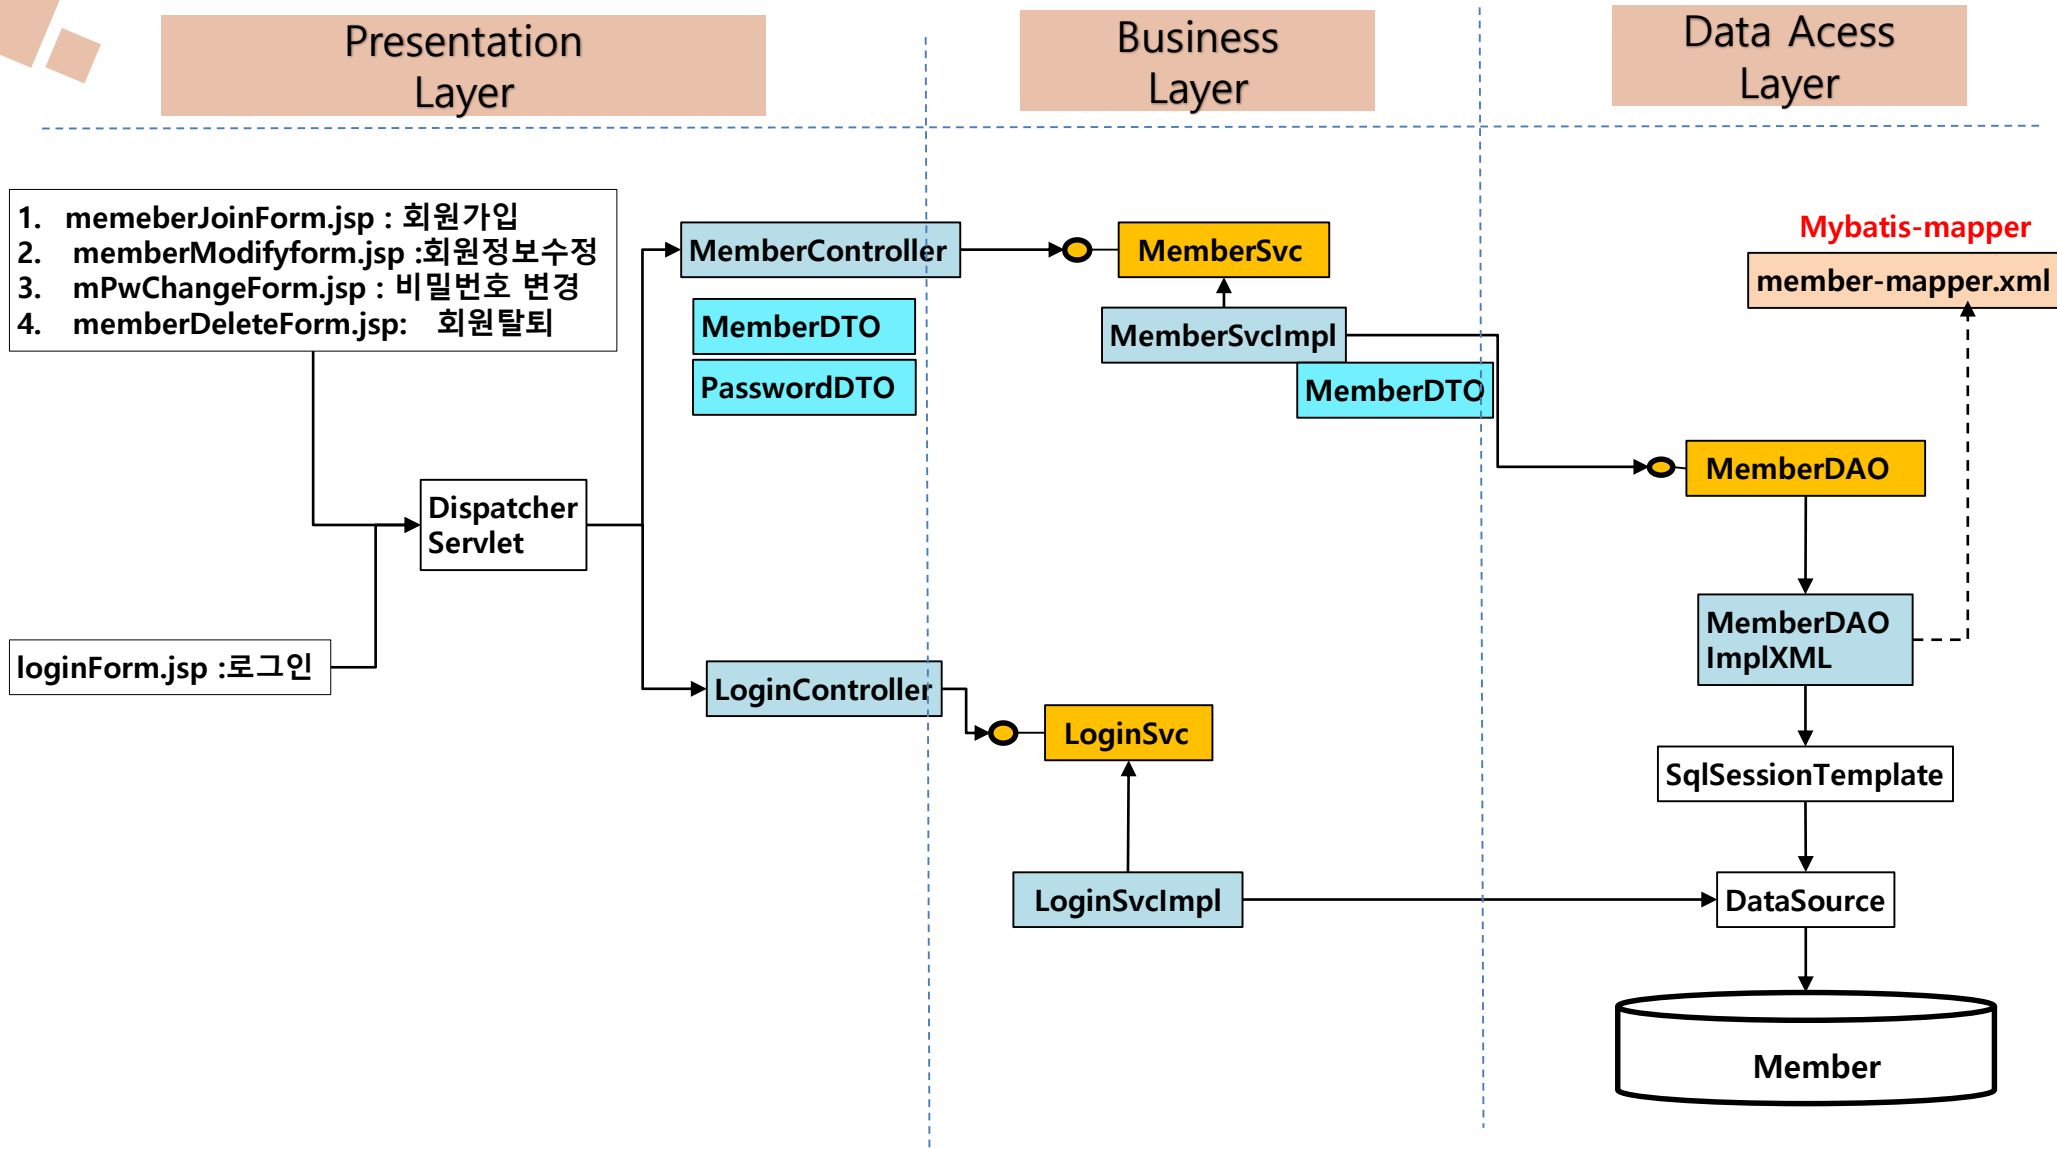 Presentation
Layer
Business
Layer
Data Acess
Layer
1. memeberJoinForm.jsp : 회원가입
2. memberModifyform.jsp :회원정보수정
3. mPwChangeForm.jsp : 비밀번호 변경
4. memberDeleteForm.jsp: 회원탈퇴
MemberController
MemberDTO
PasswordDTO
MemberSvc
MemberSvcImpl
MemberDTO
Mybatis-mapper
member-mapper.xml
MemberDAO
Dispatcher
Servlet
MemberDAO
ImplXML
loginForm.jsp :로그인
LoginController
LoginSvc
SqlSessionTemplate
LoginSvcImpl
DataSource
Member